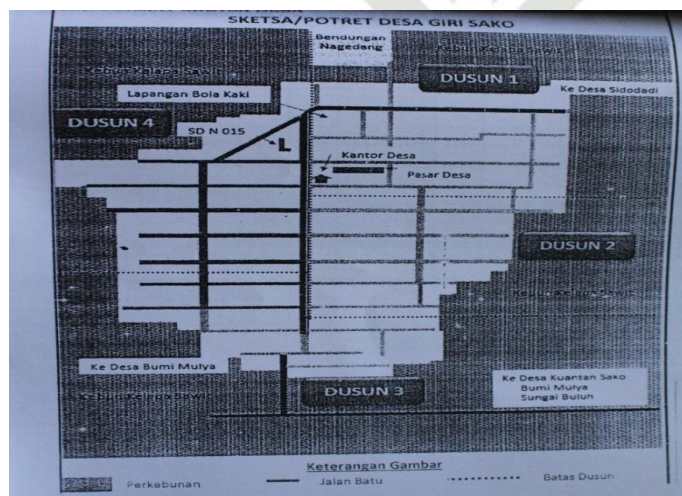 SKETSA/POTRET DESA GIRI SAKO
Bendungan
Nagedang
DUSUN 1
Lapangan Bola Kaki
Ke Desa Sidodadi
DUSUN 4
SD N 015
L
Kantor Desa
Pasar Desa
DUSUN 2
Ke Desa Bumi Mulya
DUSUN 3
Ke Desa Kuantan Sako
Bumi Mulya
Sungai Buluh
Keterangan Gambar
Perkebunan
Jalan Batu
Batas Dusun